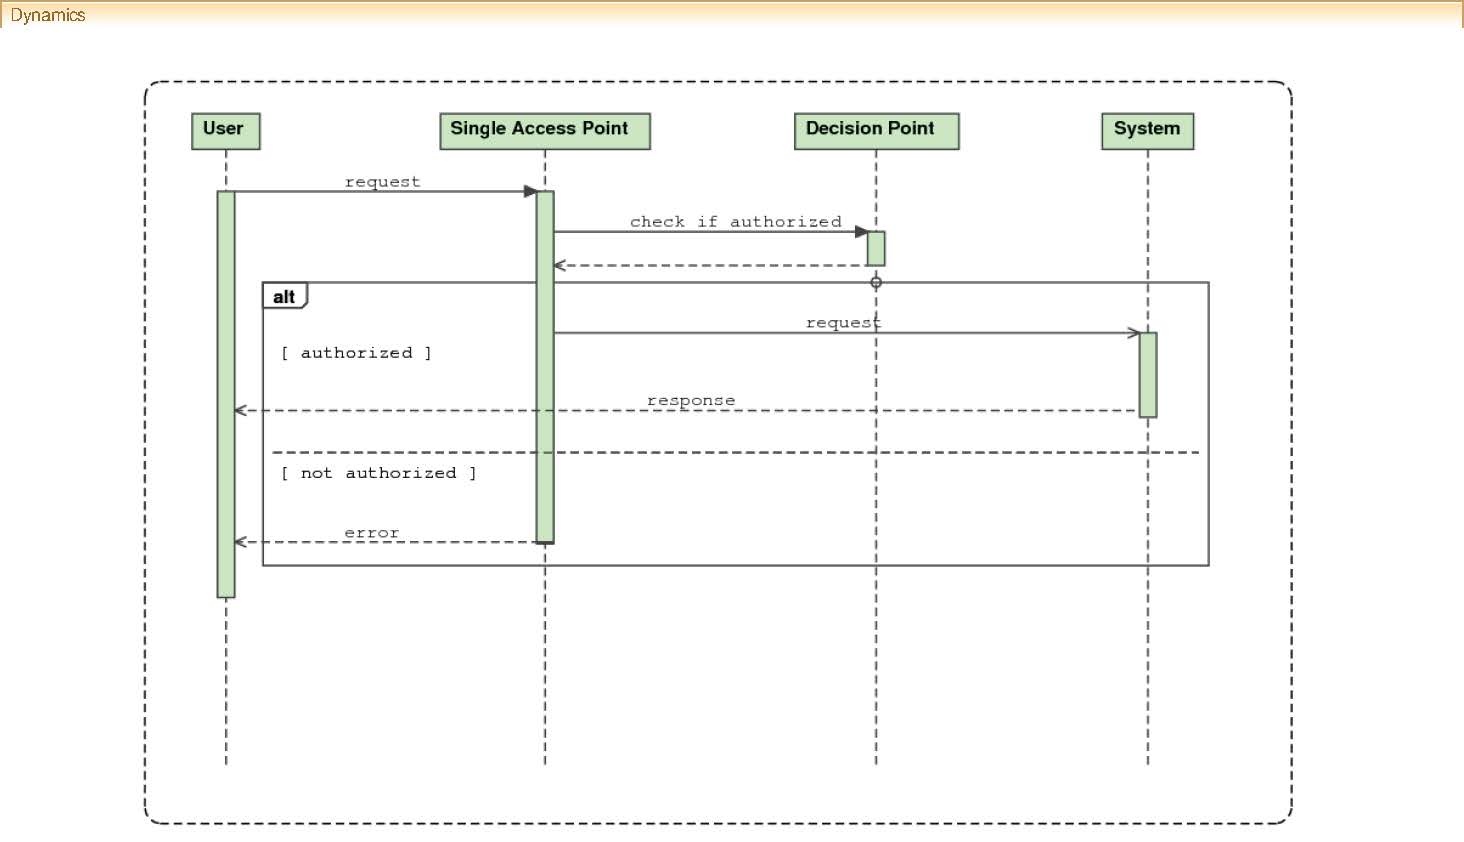 Dynamics
User
Single Access Point
Decision Point
System
request
check if authorized
alt
request
[ authorized ]
response
[ not authorized ]
error